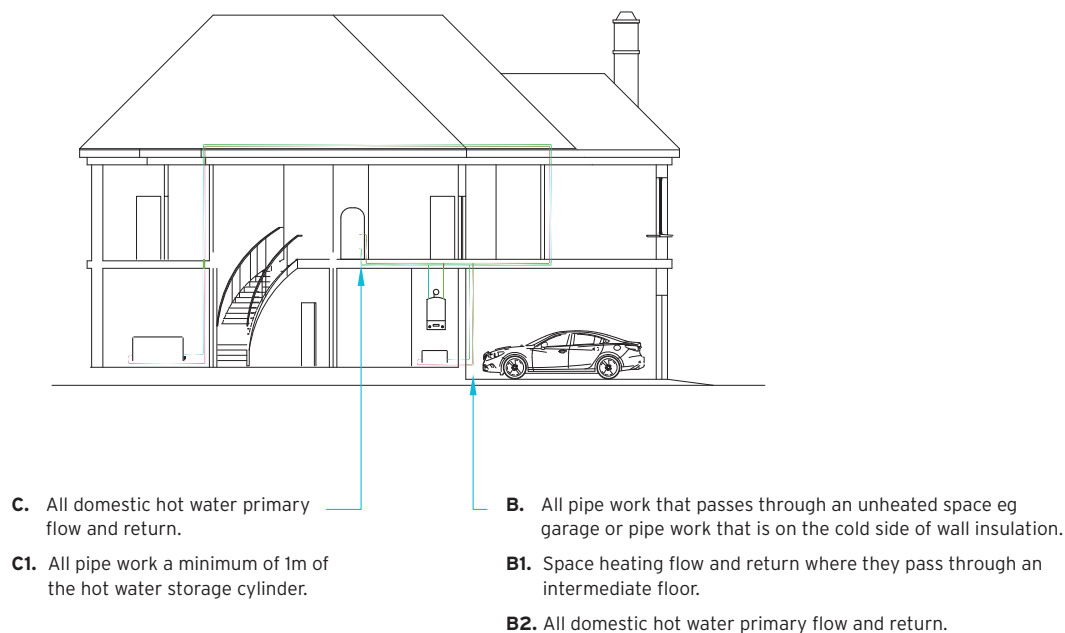 C. All domestic hot water primary
flow and return.
C1. All pipe work a minimum of 1m of
the hot water storage cylinder.
B. All pipe work that passes through an unheated space eg
garage or pipe work that is on the cold side of wall insulation.
B1. Space heating flow and return where they pass through an
intermediate floor.
B2. All domestic hot water primary flow and return.